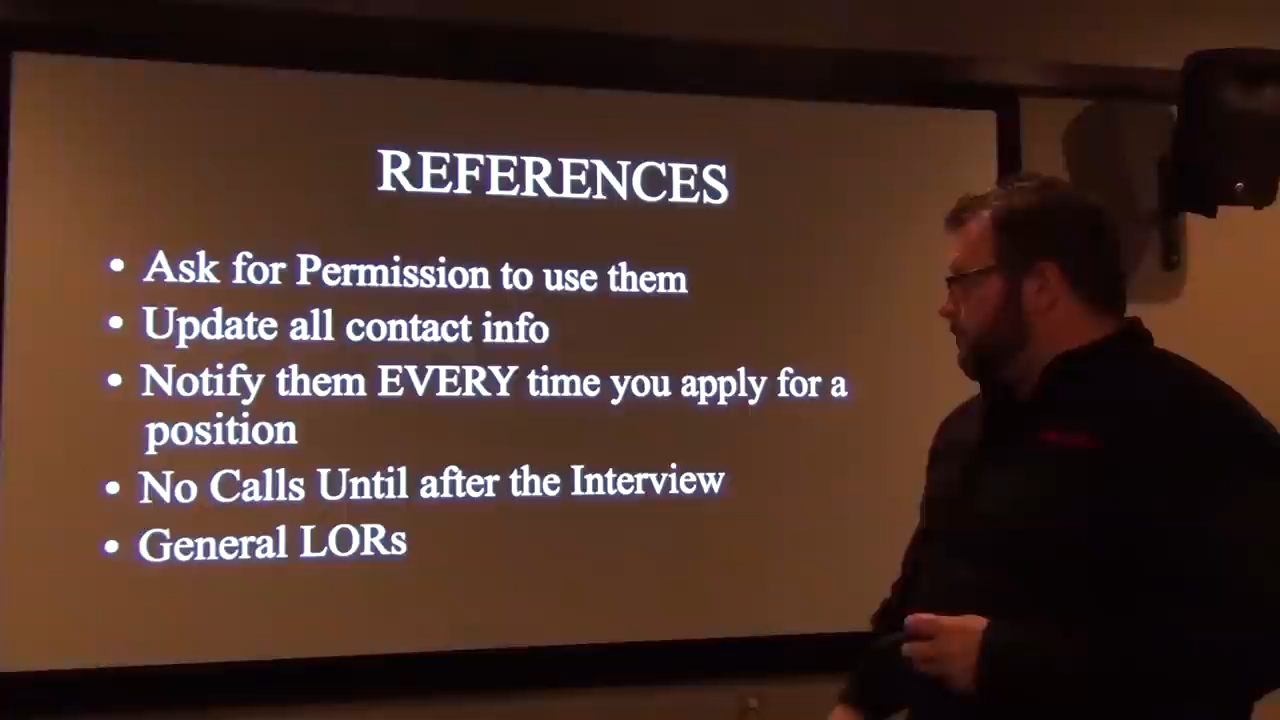 REFERENCES
• Ask for Permission to use them
• Update all contact info
• Notify them EVERY time you apply for a
position
• No Calls Until after the Interview
• General LORs